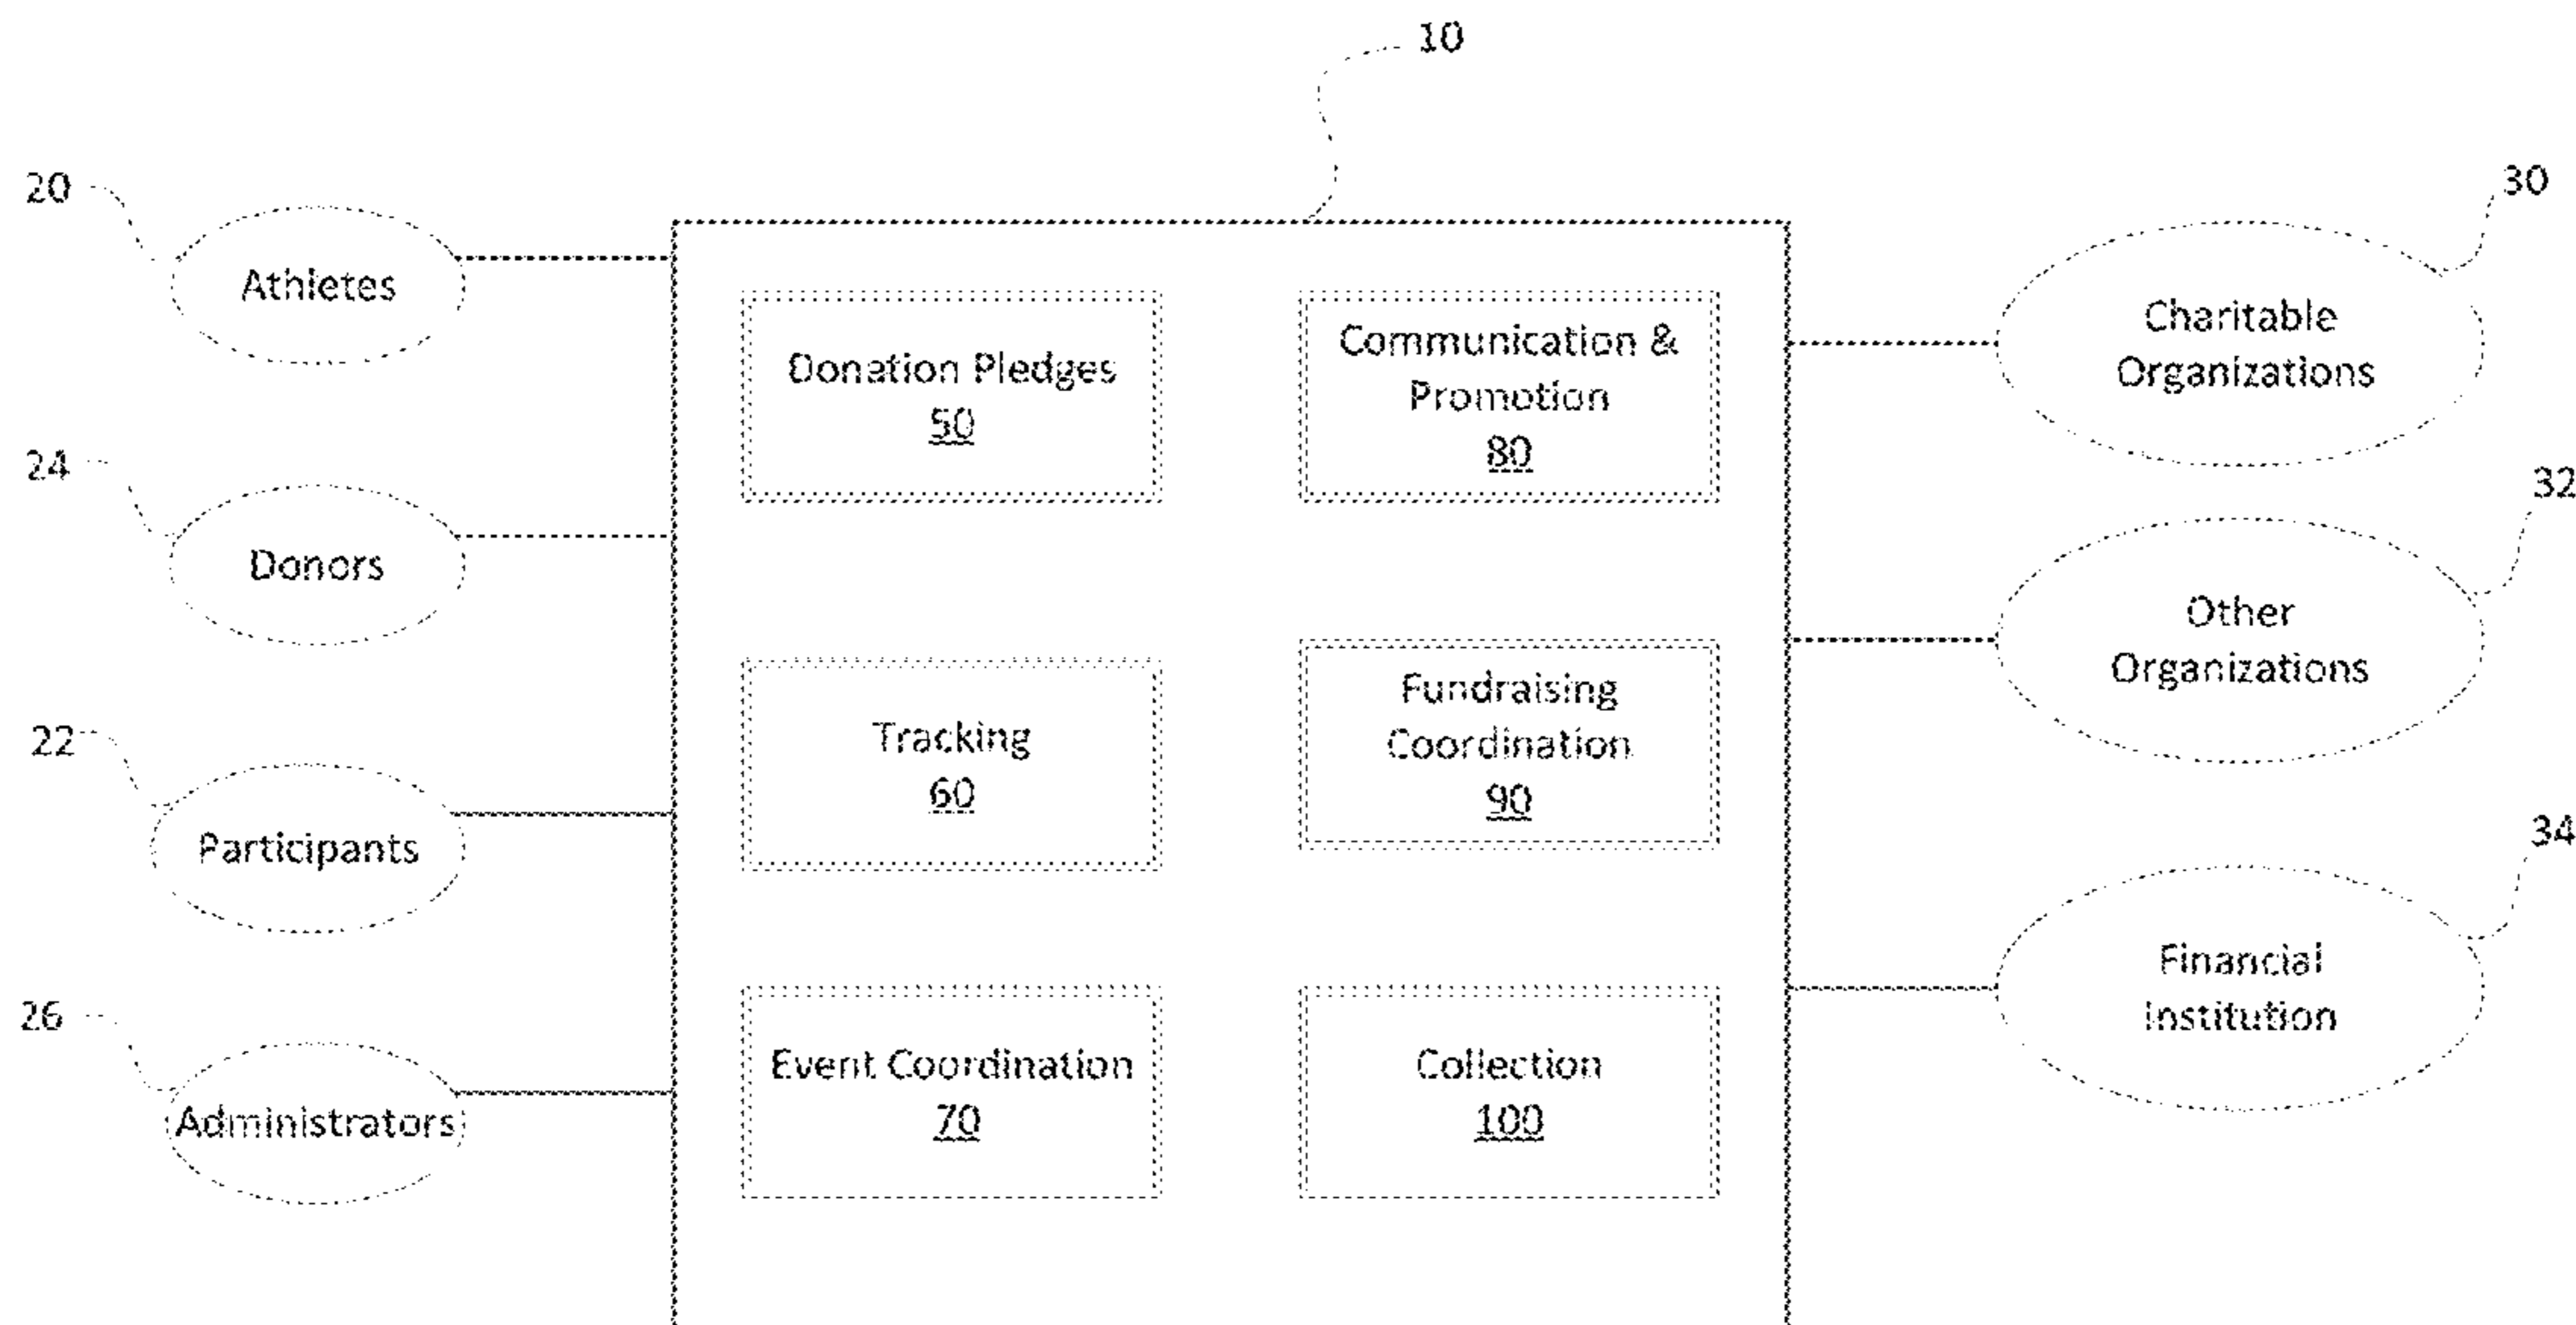 10
20
Athletes
24
Donors
22
Participants
26
Administrators
Donation Pledges
50
Communication &
Promotion
80
Tracking
60
Fundraising
Coordination
90
Event Coordination
70
Collection
100
30
Charitable
Organizations
32
Other
Organizations
34
Financial
Institution